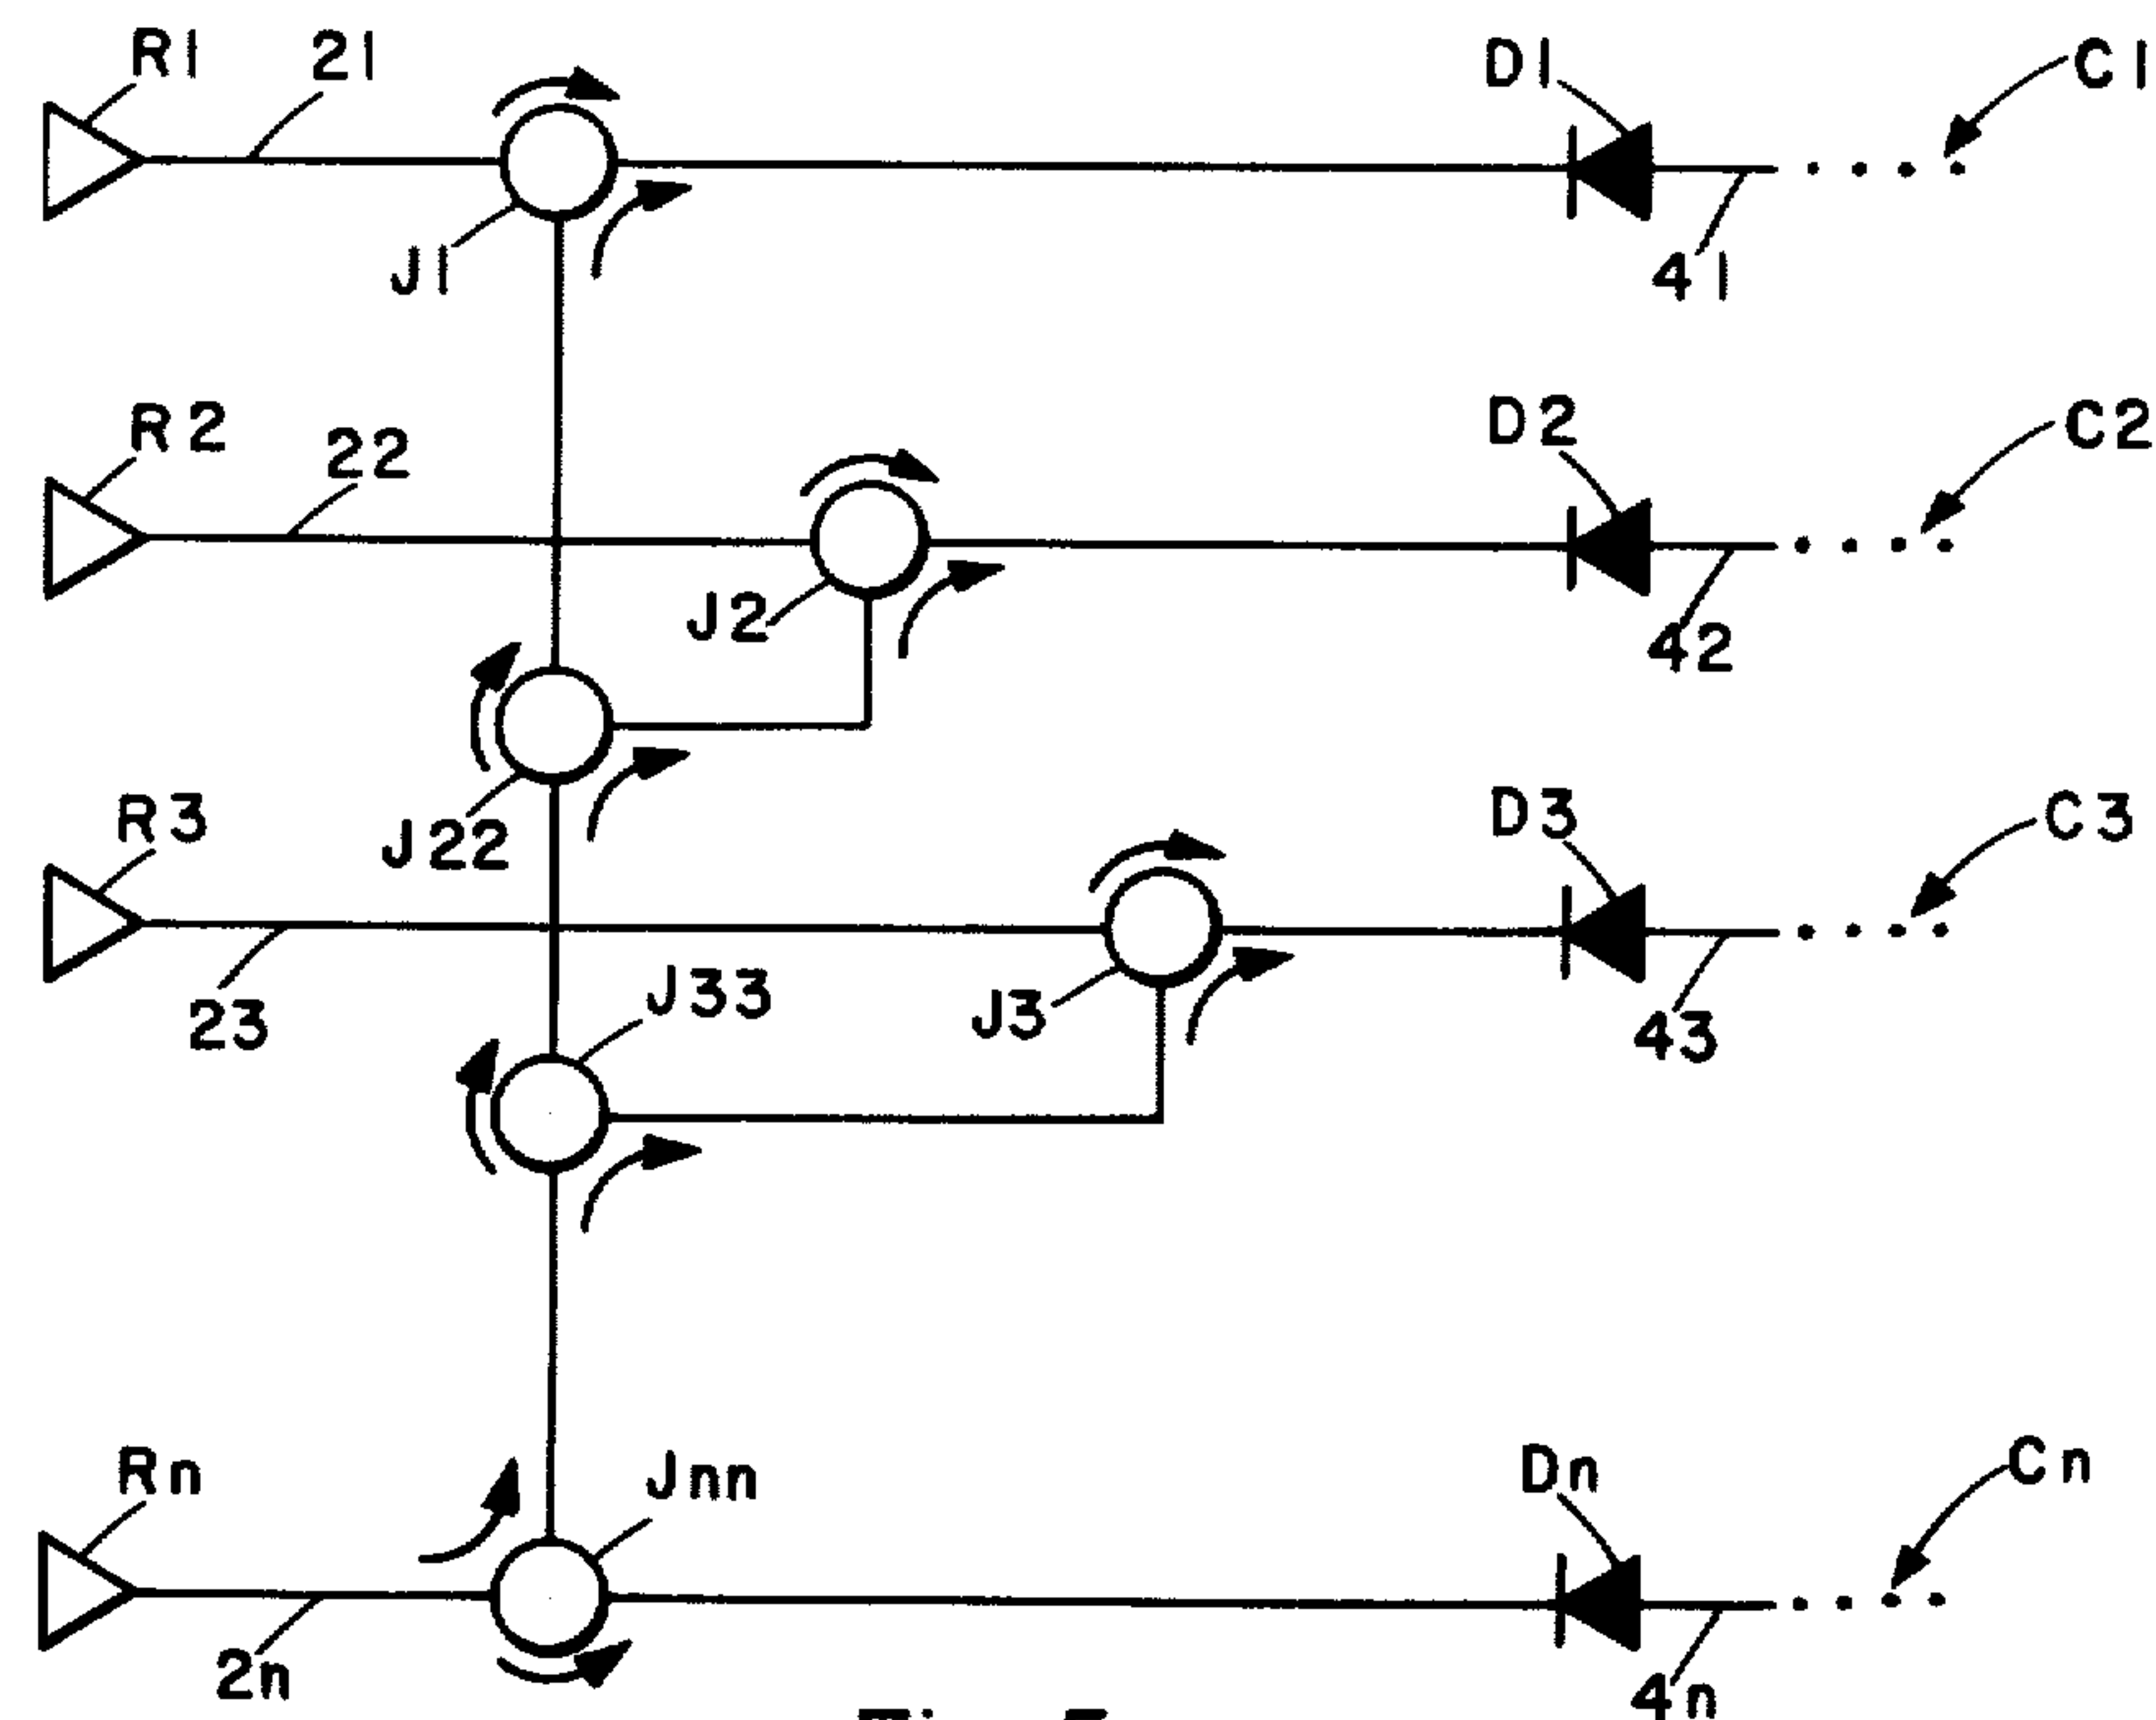 R1 21 D1 C1
J1 41
R2 22 D2 C2
J2 42
R3 J22 D3 C3
23 J33 J3 43
Rn Jnn Dn Cn
2n 4n